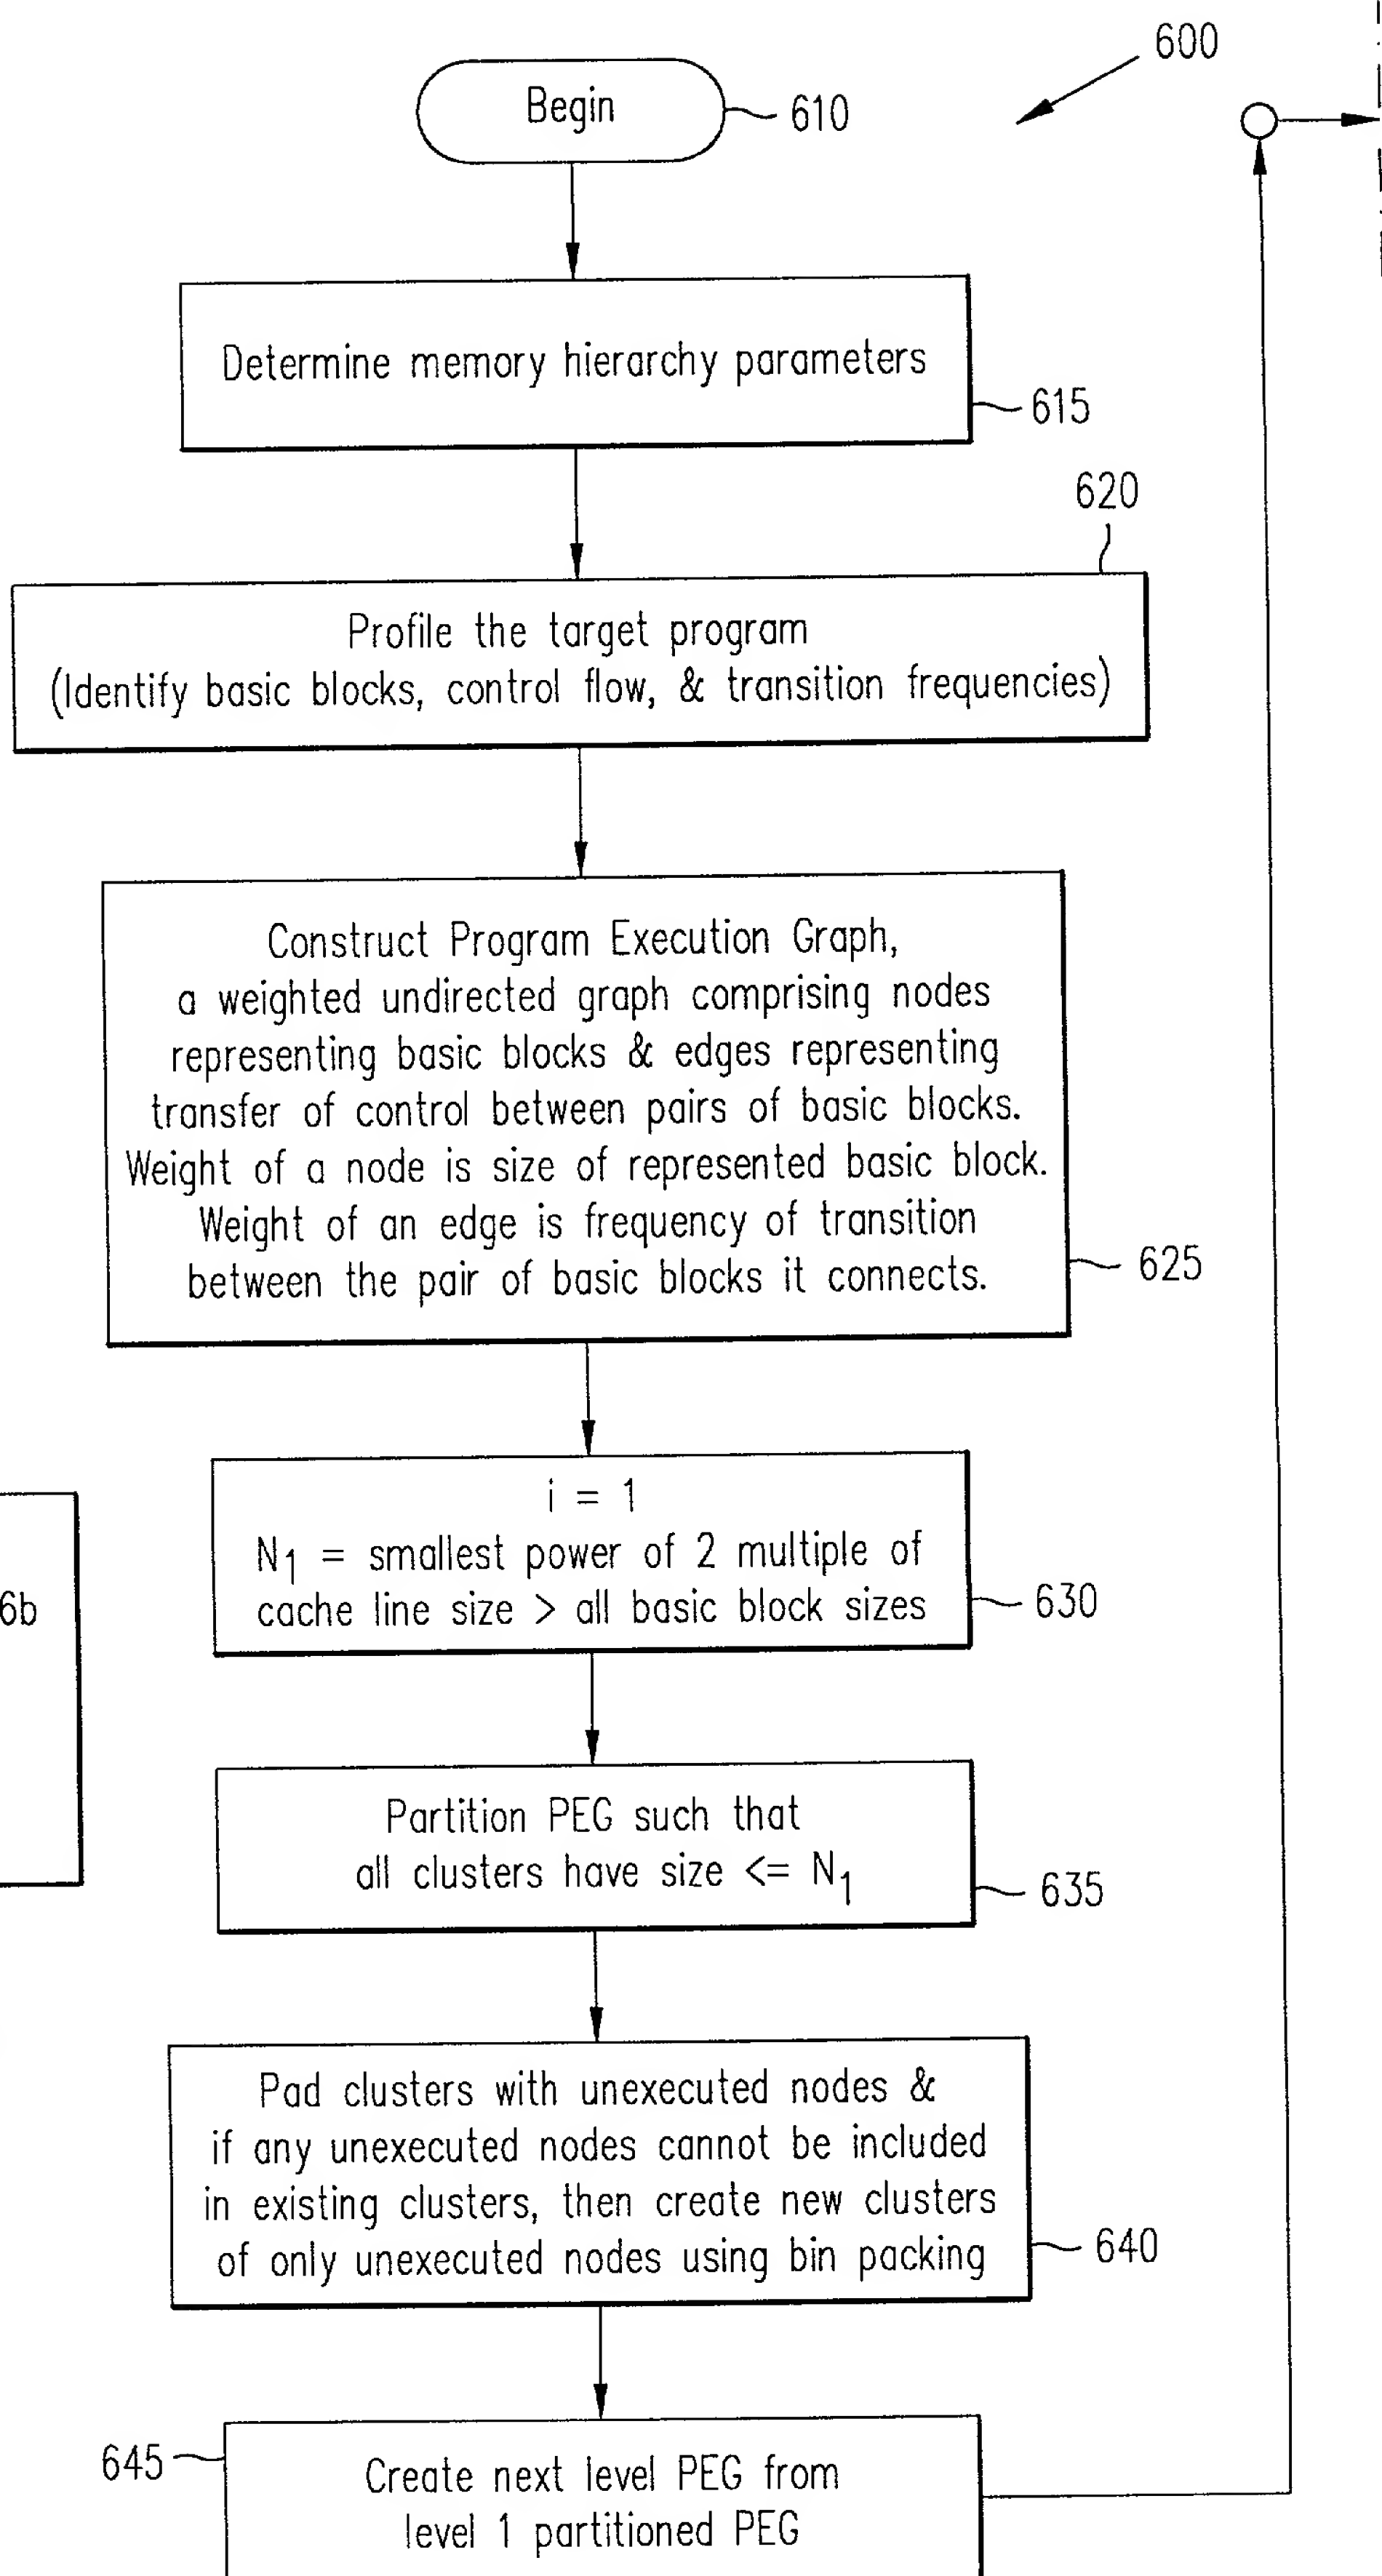 600
Begin
610
Determine memory hierarchy parameters
615
620
Profile the target program
(Identify basic blocks, control flow, & transition frequencies)
Construct Program Execution Graph,
a weighted undirected graph comprising nodes
representing basic blocks & edges representing
transfer of control between pairs of basic blocks.
Weight of a node is size of represented basic block.
Weight of an edge is frequency of transition
between the pair of basic blocks it connects.
625
i = 1
N1 = smallest power of 2 multiple of
cache line size > all basic block sizes
630
6b
Partition PEG such that
all clusters have size <= N1
635
Pad clusters with unexecuted nodes &
if any unexecuted nodes cannot be included
in existing clusters, then create new clusters
of only unexecuted nodes using bin packing
640
645
Create next level PEG from
level 1 partitioned PEG